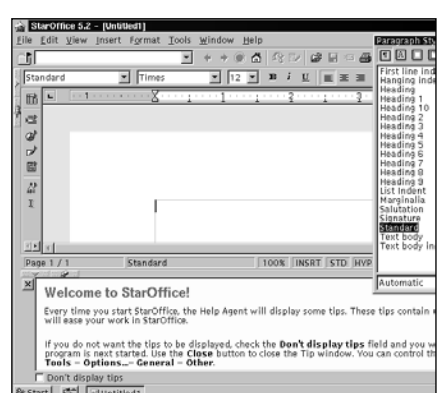 StarOffice 5.2 – [Untitled1]
File Edit View Insert Format Tools Window Help
Standard Times 12 B i U
1 1 2 3
Page 1 / 1 Standard 100% INSRT STD HYP
Paragraph Sty
First line ind
Hanging inde
Heading
Heading 1
Heading 10
Heading 2
Heading 3
Heading 4
Heading 5
Heading 6
Heading 7
Heading 8
Heading 9
List Indent
Marginalia
Salutation
Signature
Standard
Text body
Text body in
Automatic
Welcome to StarOffice!
Every time you start StarOffice, the Help Agent will display some tips. These tips contain
will ease your work in StarOffice.
If you do not want the tips to be displayed, check the Don't display tips field and you w
program is next started. Use the Close button to close the Tip window. You can control th
Tools – Options...– General – Other.
Don't display tips
Start Untitled1